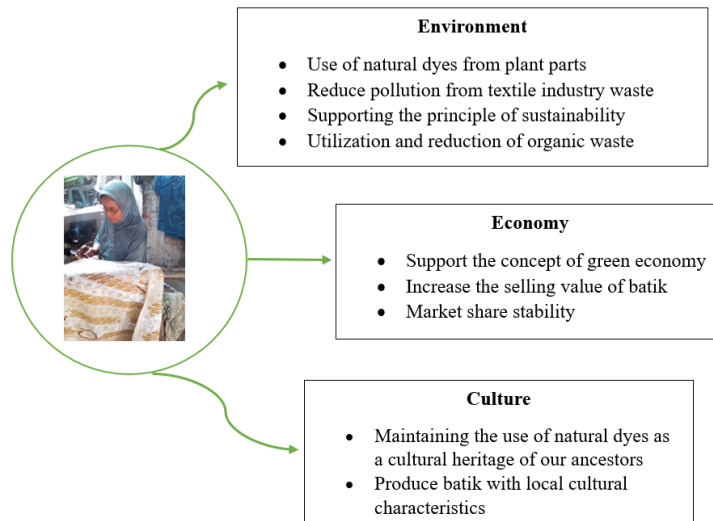 Environment
• Use of natural dyes from plant parts
• Reduce pollution from textile industry waste
• Supporting the principle of sustainability
• Utilization and reduction of organic waste
Economy
• Support the concept of green economy
• Increase the selling value of batik
• Market share stability
Culture
• Maintaining the use of natural dyes as
a cultural heritage of our ancestors
• Produce batik with local cultural
characteristics